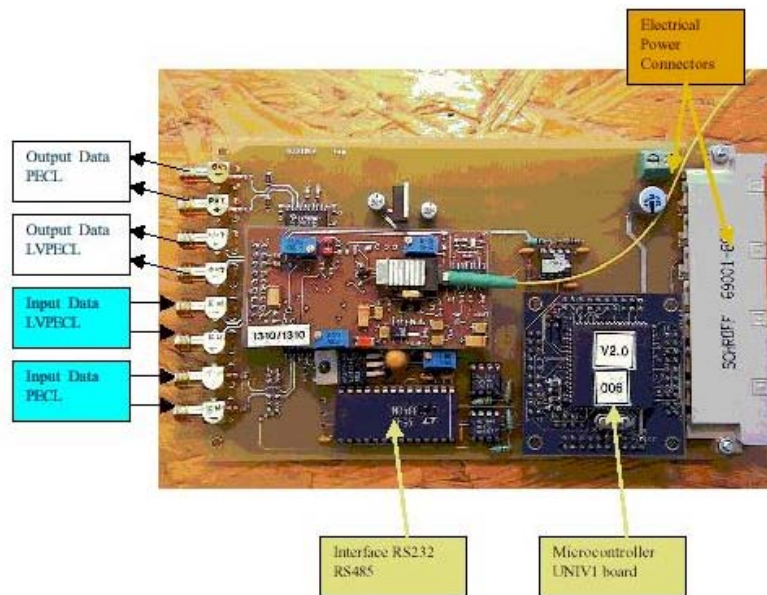 Electrical
Power
Connectors
Output Data
PECL
Output Data
LVPECL
Input Data
LVPECL
Input Data
PECL
1310/1310
V2.0
006
SCHROFF 69001-
Interface RS232
RS485
Microcontroller
UNIV1 board